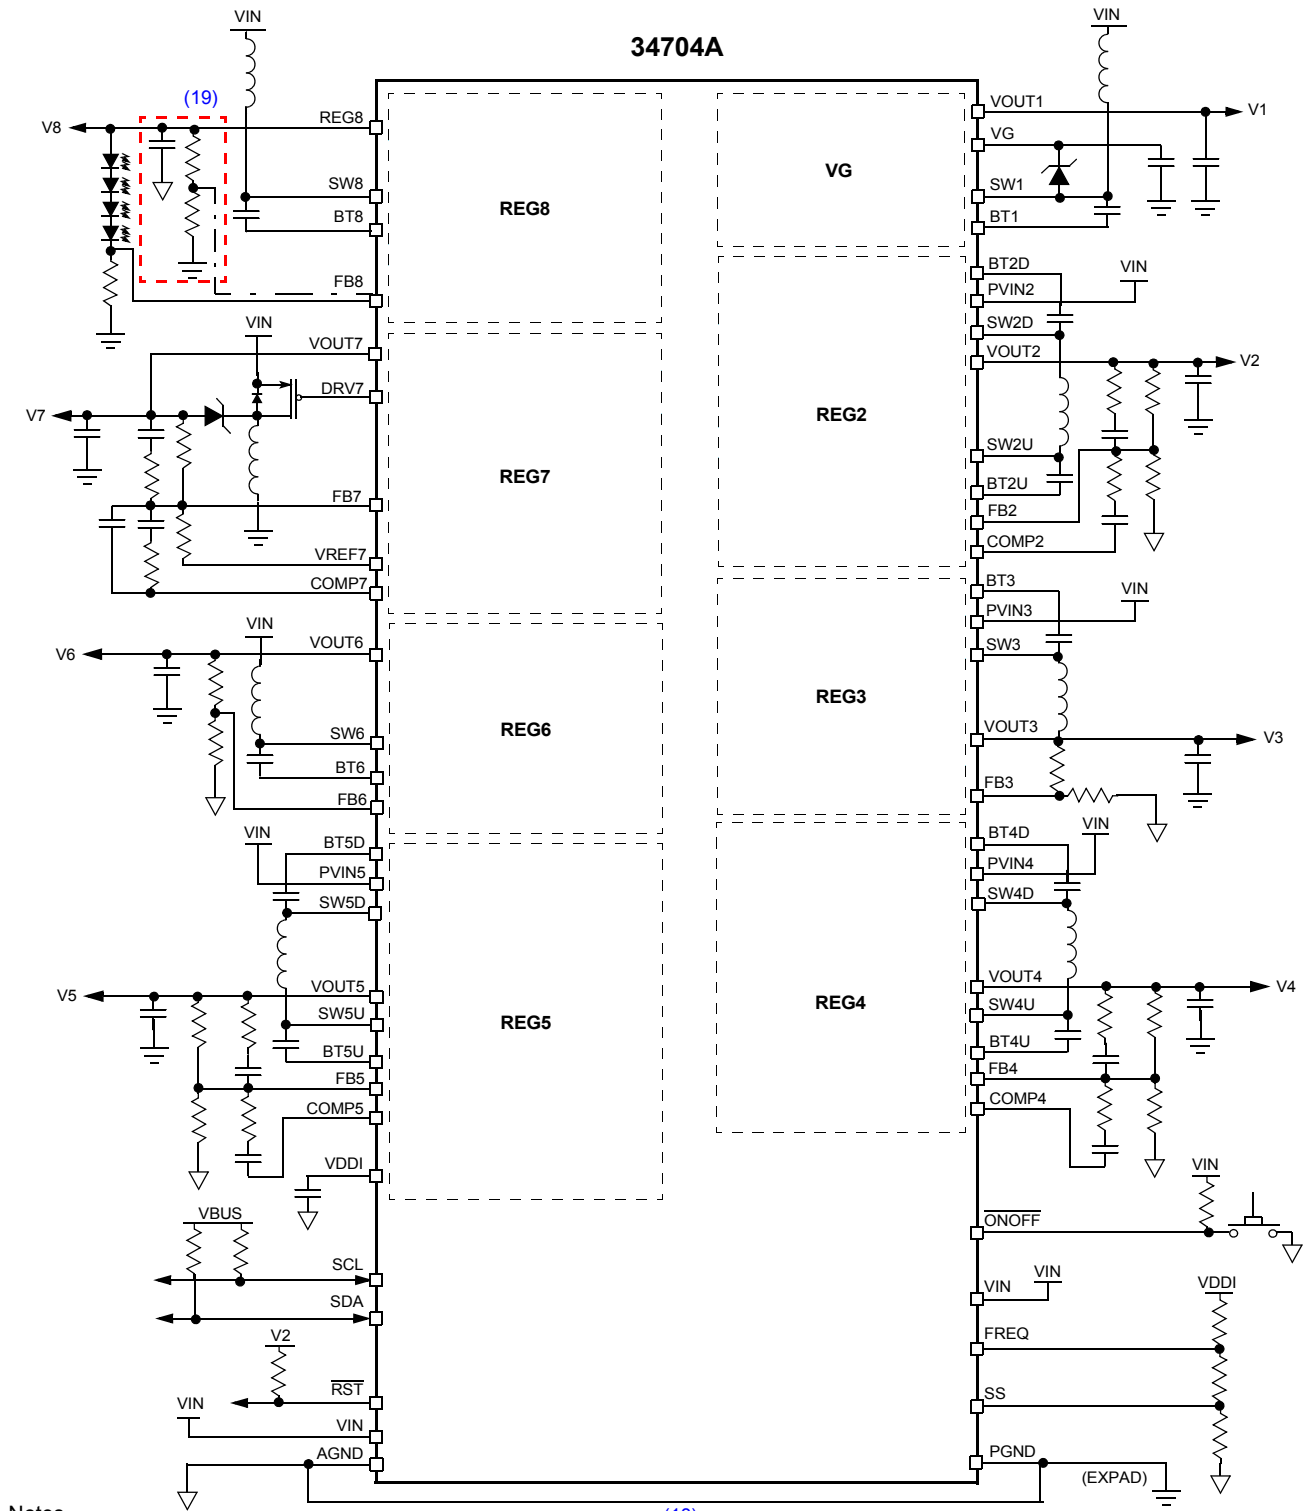 34704A
VIN
(19)
V8
REG8
SW8
BT8
FB8
REG8
VIN
VOUT7
DRV7
V7
FB7
VREF7
COMP7
REG7
VIN
V6
VOUT6
SW6
BT6
FB6
REG6
VIN
BT5D
PVIN5
SW5D
V5
VOUT5
SW5U
BT5U
FB5
COMP5
REG5
VDDI
VBUS
SCL
SDA
V2
RST
VIN
VIN
AGND
VIN
VOUT1
V1
VG
SW1
BT1
VG
BT2D
VIN
PVIN2
SW2D
VOUT2
V2
REG2
SW2U
BT2U
FB2
COMP2
BT3
VIN
PVIN3
SW3
REG3
VOUT3
V3
FB3
VIN
BT4D
PVIN4
SW4D
VOUT4
V4
REG4
SW4U
BT4U
FB4
COMP4
VIN
ONOFF
VIN
VIN
VDDI
FREQ
SS
PGND
(EXPAD)